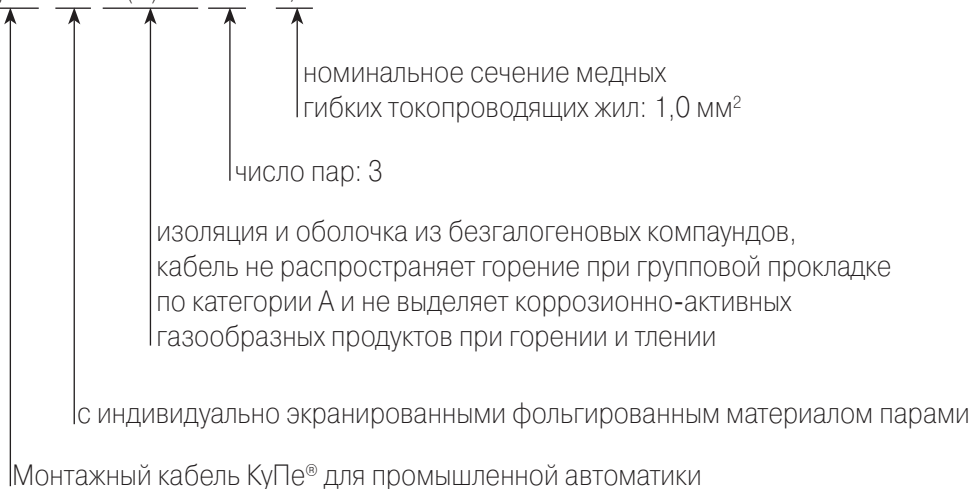 номинальное сечение медных
гибких токопроводящих жил: 1,0 мм²
число пар: 3
изоляция и оболочка из безгалогеновых компаундов,
кабель не распространяет горение при групповой прокладке
по категории А и не выделяет коррозионно-активных
газообразных продуктов при горении и тлении
с индивидуально экранированными фольгированным материалом парами
Монтажный кабель КуПе® для промышленной автоматики